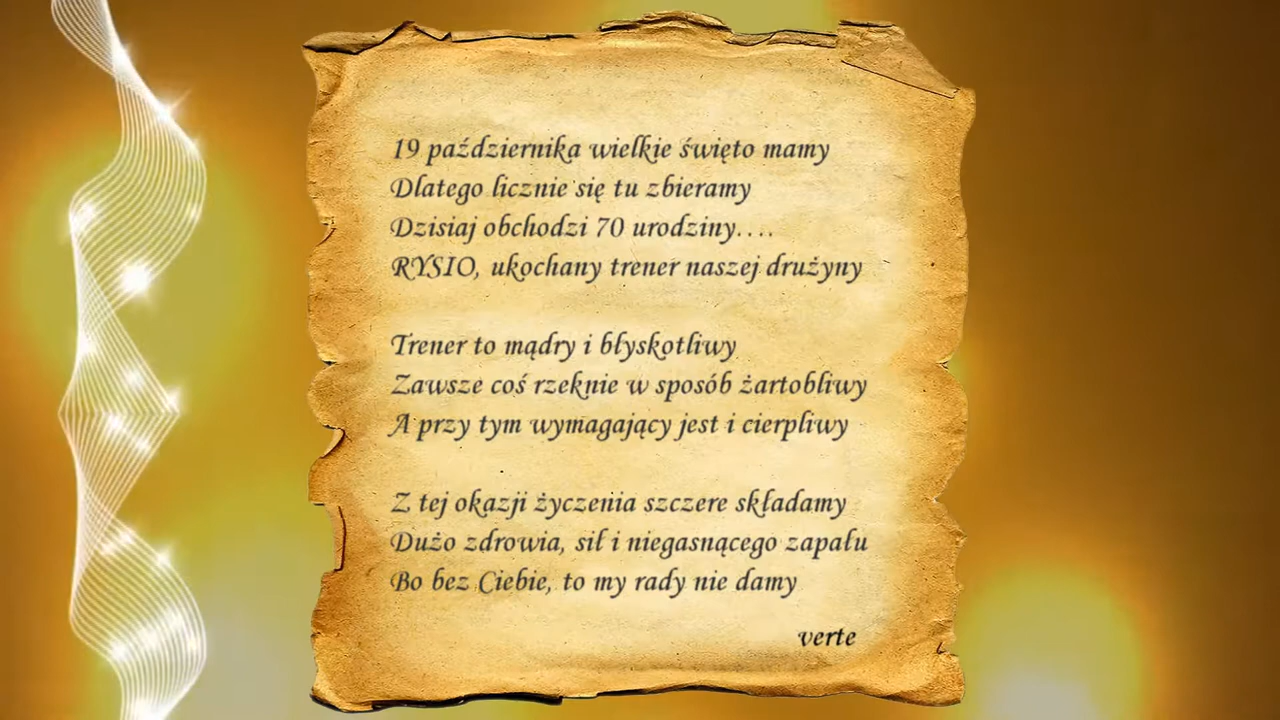 19 października wielkie święto mamy
Dlatego licznie się tu zbieramy
Dzisiaj obchodzi 70 urodziny....
RYSIO, ukochany trener naszej drużyny
Trener to mądry i błyskotliwy
Zawsze coś rzeknie w sposób żartobliwy
A przy tym wymagający jest i cierpliwy
Z tej okazji życzenia szczere składamy
Dużo zdrowia, sił i niegasnącego zapału
Bo bez Ciebie, to my rady nie damy
verte